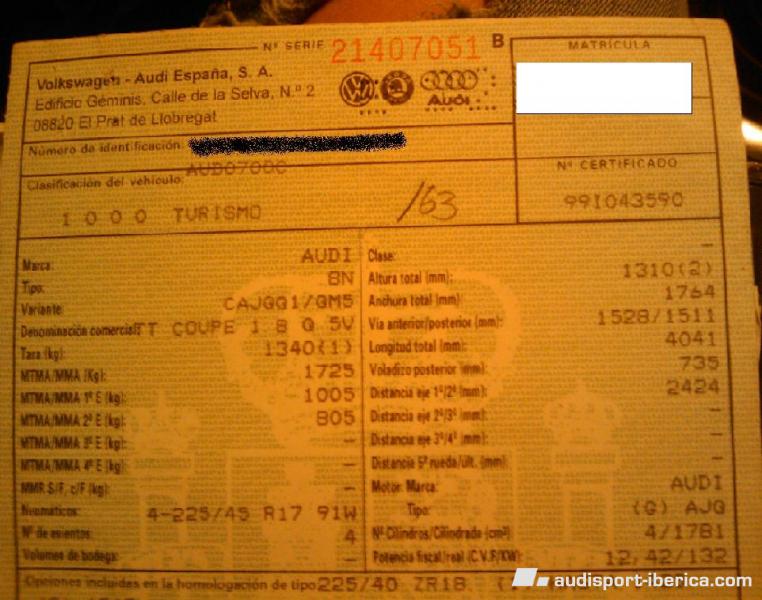 Nº SERIE 21407051 B
MATRÍCULA
Volkswagen - Audi España, S. A.
Edificio Géminis, Calle de la Selva, N.º 2
08820 El Prat de Llobregat
Audi
Número de identificación:
Nº CERTIFICADO
991043590
Clasificación del vehículo:
1000 TURISMO /63
Marca: AUDI
Tipo: 8N
Variante: CAJQG1/QM5
Denominación comercial: TT COUPE 1.8 Q 5V
Tara (kg): 1340(1)
MTMA/MMA (Kg): 1725
MTMA/MMA 1º E (kg): 1005
MTMA/MMA 2º E (kg): 805
MTMA/MMA 3º E (kg): –
MTMA/MMA 4º E (kg): –
MMR S/F, c/F (kg): –
Neumáticos: 4-225/45 R17 91W
Nº de asientos: 4
Volumes de bodega: –
Clase: –
Altura total (mm): 1310(2)
Anchura total (mm): 1764
Vía anterior/posterior (mm): 1528/1511
Longitud total (mm): 4041
Voladizo posterior (mm): 735
Distancia eje 1º/2º (mm): 2424
Distancia eje 2º/3º (mm): –
Distancia eje 3º/4º (mm): –
Distancia 5ª rueda/últ. (mm): –
Motor: Marca: AUDI
Tipo: (G) AJQ
Nº Cilindros/Cilindrada (cm³) 4/1781
Potencia fiscal/real (C.V.F/KW): 12,42/132
Opciones incluidas en la homologación de tipo 225/40 ZR18.
audisport-iberica.com